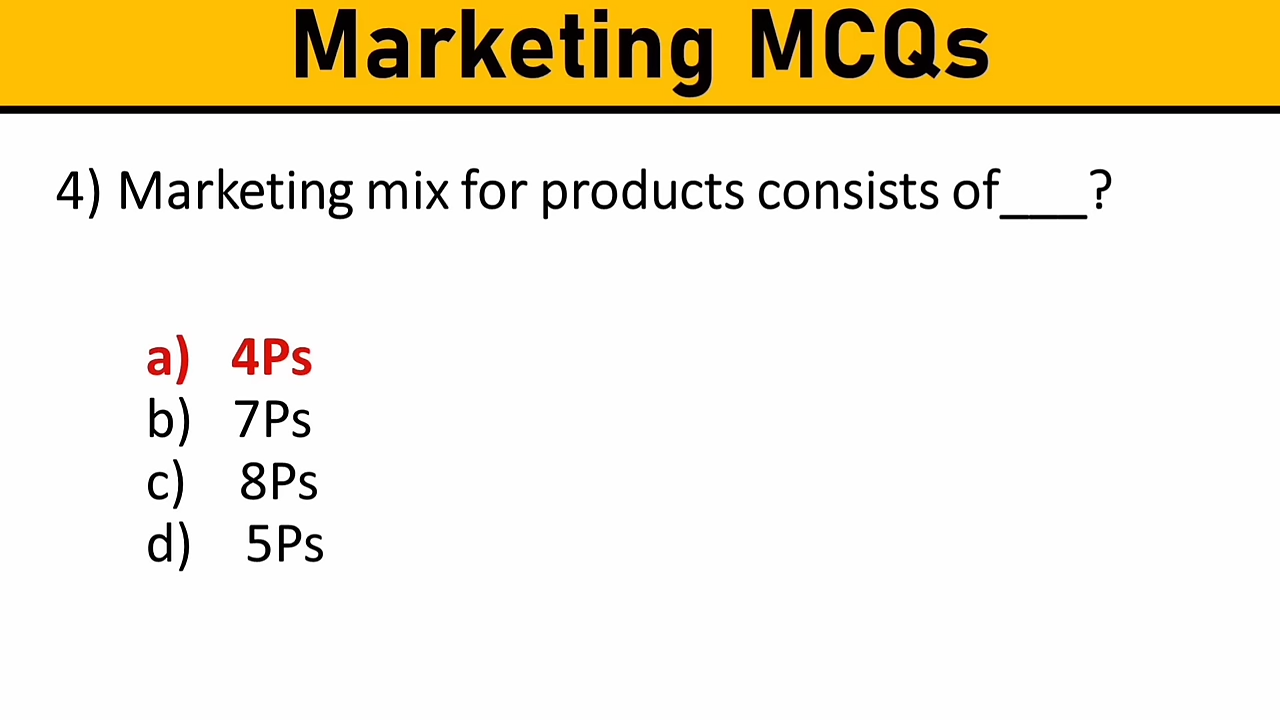 Marketing MCQs
4) Marketing mix for products consists of___?
a) 4Ps
b) 7Ps
c) 8Ps
d) 5Ps